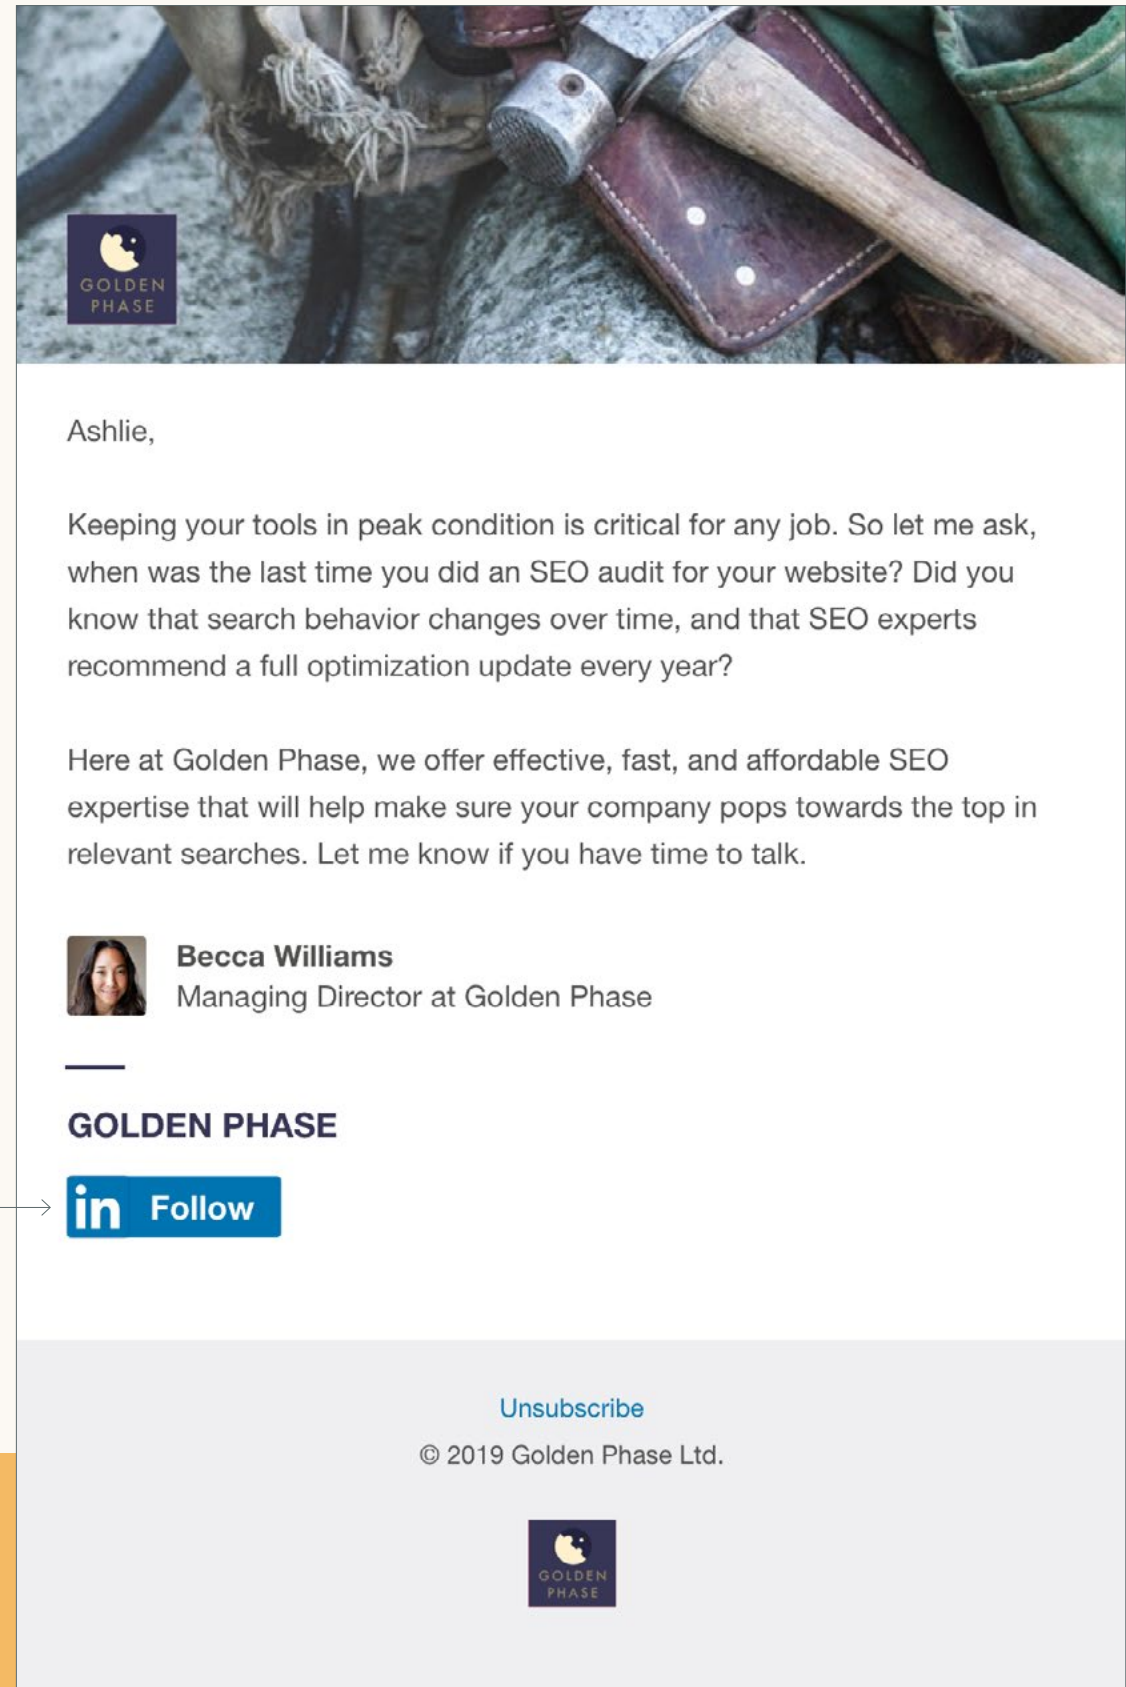 GOLDEN
PHASE
Ashlie,
Keeping your tools in peak condition is critical for any job. So let me ask,
when was the last time you did an SEO audit for your website? Did you
know that search behavior changes over time, and that SEO experts
recommend a full optimization update every year?
Here at Golden Phase, we offer effective, fast, and affordable SEO
expertise that will help make sure your company pops towards the top in
relevant searches. Let me know if you have time to talk.
Becca Williams
Managing Director at Golden Phase
GOLDEN PHASE
in Follow
Unsubscribe
© 2019 Golden Phase Ltd.
GOLDEN
PHASE